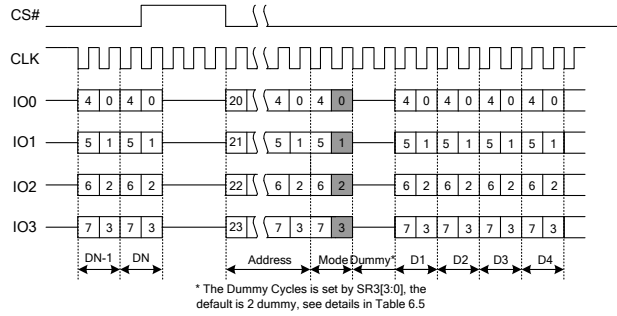 CS#
CLK
IO0 4 0 4 0 20 4 0 4 0 4 0 4 0 4 0 4 0
IO1 5 1 5 1 21 5 1 5 1 5 1 5 1 5 1 5 1
IO2 6 2 6 2 22 6 2 6 2 6 2 6 2 6 2 6 2
IO3 7 3 7 3 23 7 3 7 3 7 3 7 3 7 3 7 3
DN-1 DN Address Mode Dummy* D1 D2 D3 D4
* The Dummy Cycles is set by SR3[3:0], the
default is 2 dummy, see details in Table 6.5